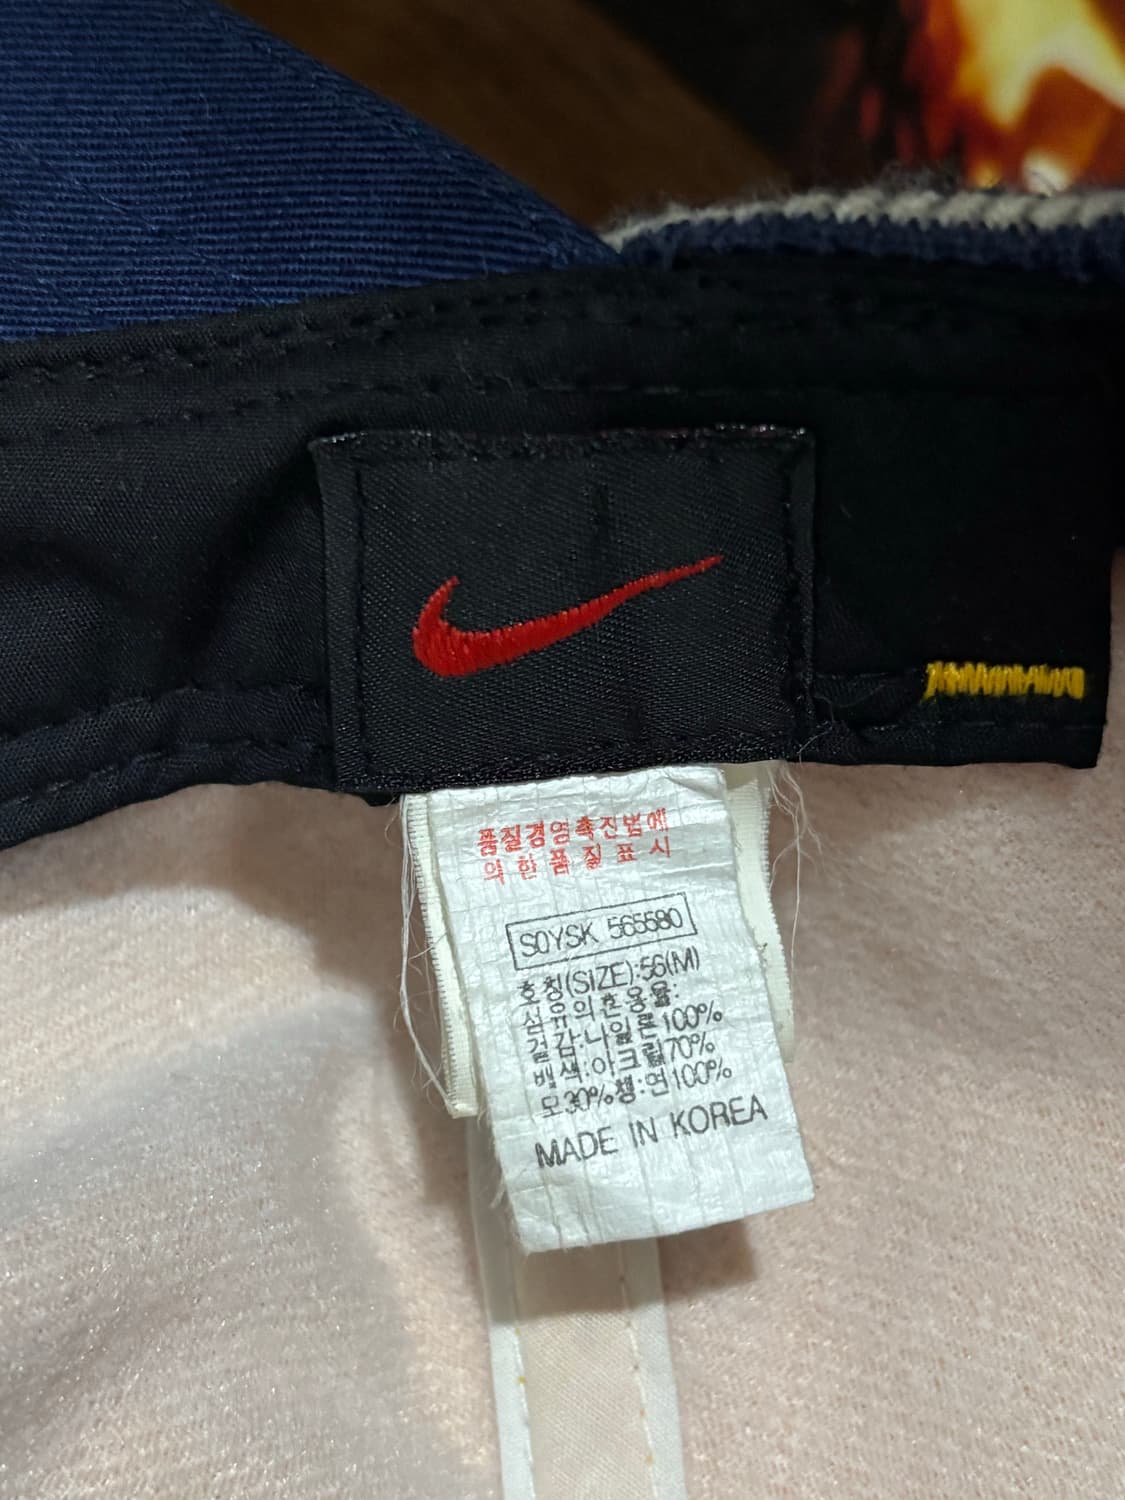 품질경영촉진법에
의한품질표시
SOYSK 565580
호칭(SIZE):56(M)
섬유의혼용율:
겉감:나일론100%
배색:아크릴70%
모30%챙:면100%
MADE IN KOREA